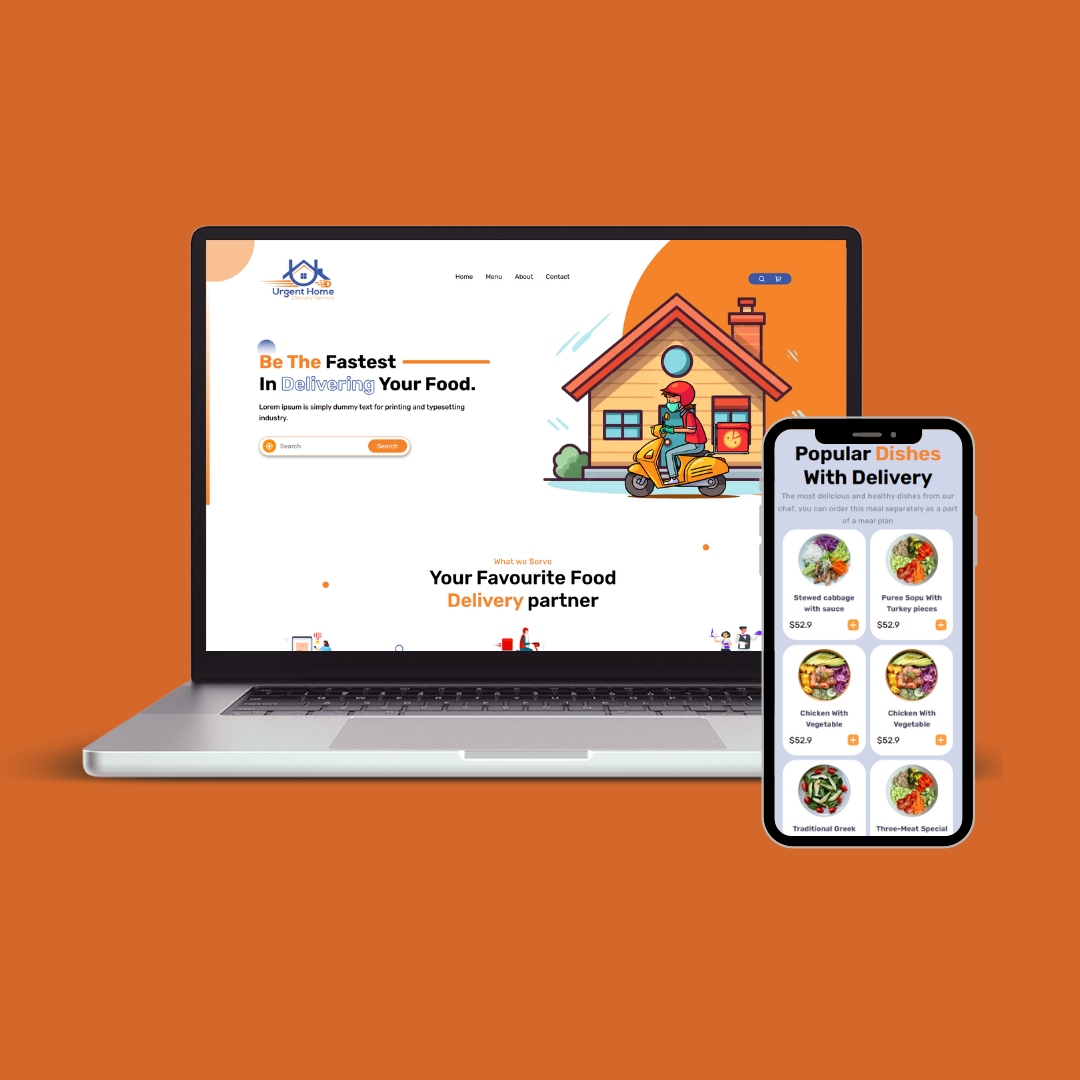 Urgent Home
Delivery Service
Home Menu About Contact
Be The Fastest
In Delivering Your Food.
Lorem ipsum is simply dummy text for printing and typesetting
industry.
Search Search
What we Serve
Your Favourite Food
Delivery partner
Popular Dishes
With Delivery
The most delicious and healthy dishes from our
chef. you can order this meal separately as a part
of a meal plan
Stewed cabbage
with sauce
$52.9
Puree Sopu With
Turkey pieces
$52.9
Chicken With
Vegetable
$52.9
Chicken With
Vegetable
$52.9
Traditional Greek
Three-Meat Special